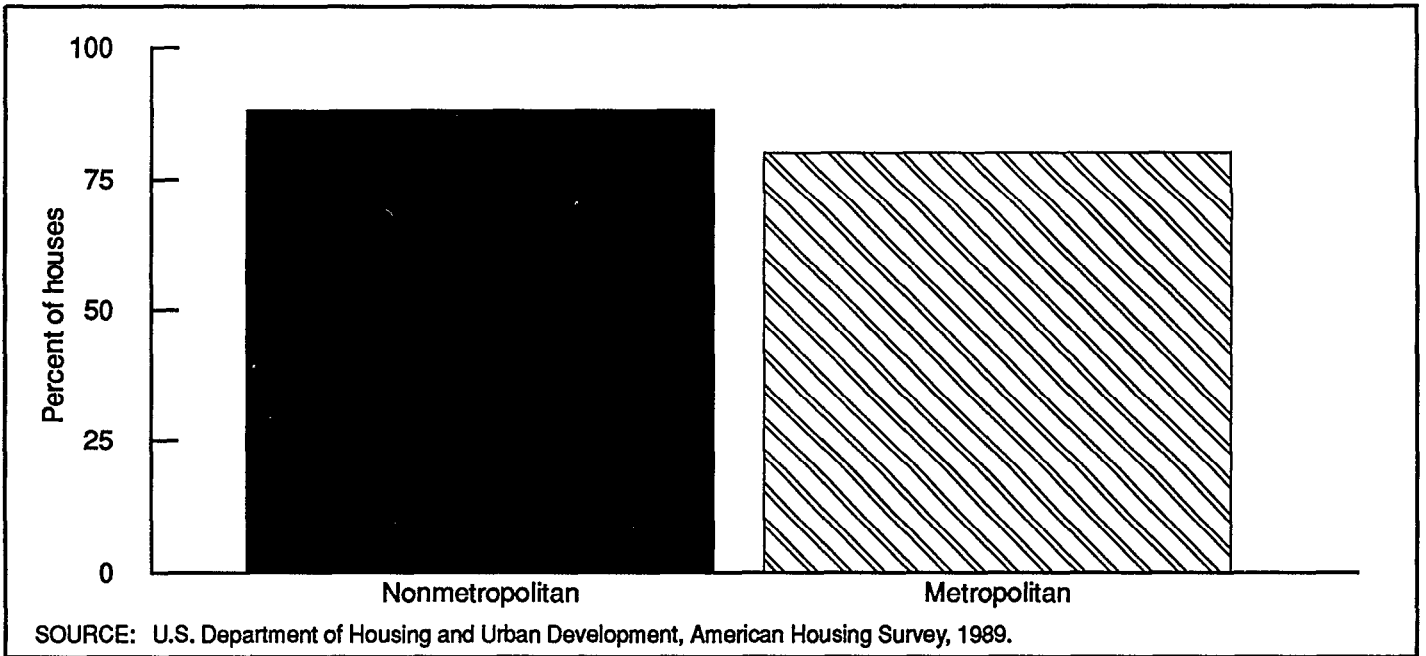 100
75
50
25
0
Percent of houses
Nonmetropolitan
Metropolitan
SOURCE: U.S. Department of Housing and Urban Development, American Housing Survey, 1989.